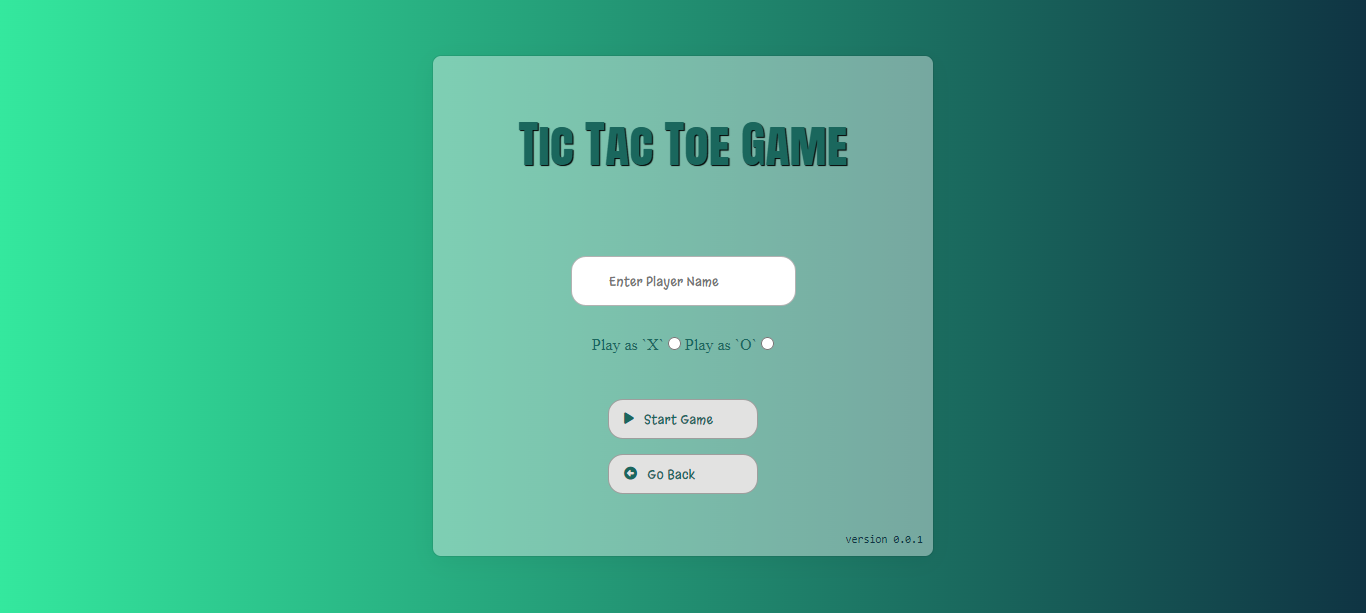 Tic Tac Toe Game
Enter Player Name
Play as `X` Play as `O`
Start Game
Go Back
version 0.0.1